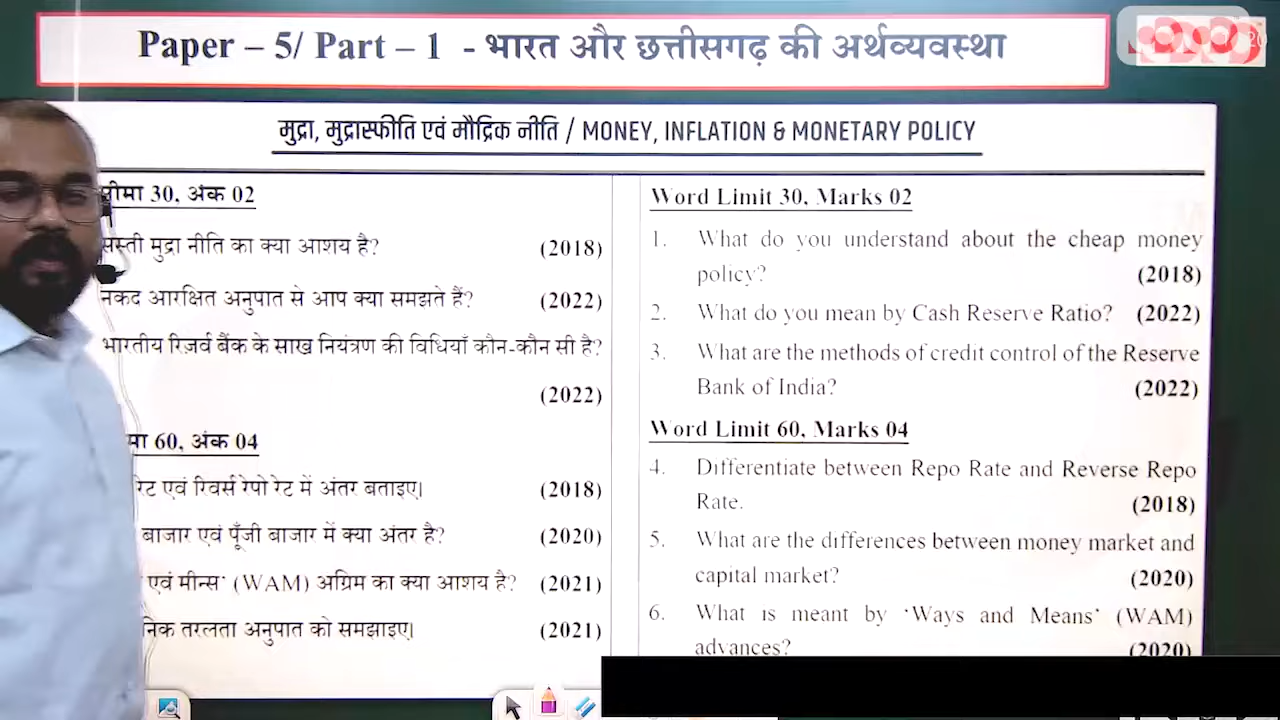 Paper – 5/ Part – 1 - भारत और छत्तीसगढ़ की अर्थव्यवस्था
मुद्रा, मुद्रास्फीति एवं मौद्रिक नीति / MONEY, INFLATION & MONETARY POLICY
30, अंक 02
सस्ती मुद्रा नीति का क्या आशय है? (2018)
नकद आरक्षित अनुपात से आप क्या समझते हैं? (2022)
भारतीय रिज़र्व बैंक के साख नियंत्रण की विधियाँ कौन-कौन सी है?
(2022)
60, अंक 04
एवं रिवर्स रेपो रेट में अंतर बताइए। (2018)
बाजार एवं पूँजी बाजार में क्या अंतर है? (2020)
एवं मीन्स' (WAM) अग्रिम का क्या आशय है? (2021)
तरलता अनुपात को समझाइए। (2021)
Word Limit 30, Marks 02
1. What do you understand about the cheap money
policy? (2018)
2. What do you mean by Cash Reserve Ratio? (2022)
3. What are the methods of credit control of the Reserve
Bank of India? (2022)
Word Limit 60, Marks 04
4. Differentiate between Repo Rate and Reverse Repo
Rate. (2018)
5. What are the differences between money market and
capital market? (2020)
6. What is meant by 'Ways and Means' (WAM)
advances? (2020)